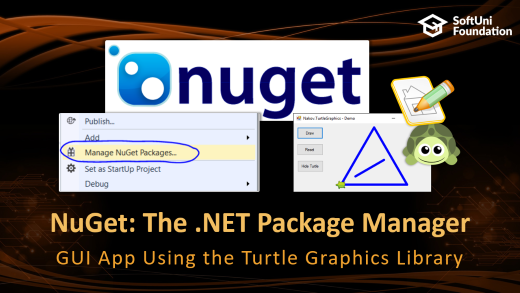 SoftUni
Foundation
nuget
Publish...
Add
Manage NuGet Packages...
Set as StartUp Project
Debug
Nakov.TurtleGraphics - Demo
Draw
Reset
Hide Turtle
NuGet: The .NET Package Manager
GUI App Using the Turtle Graphics Library